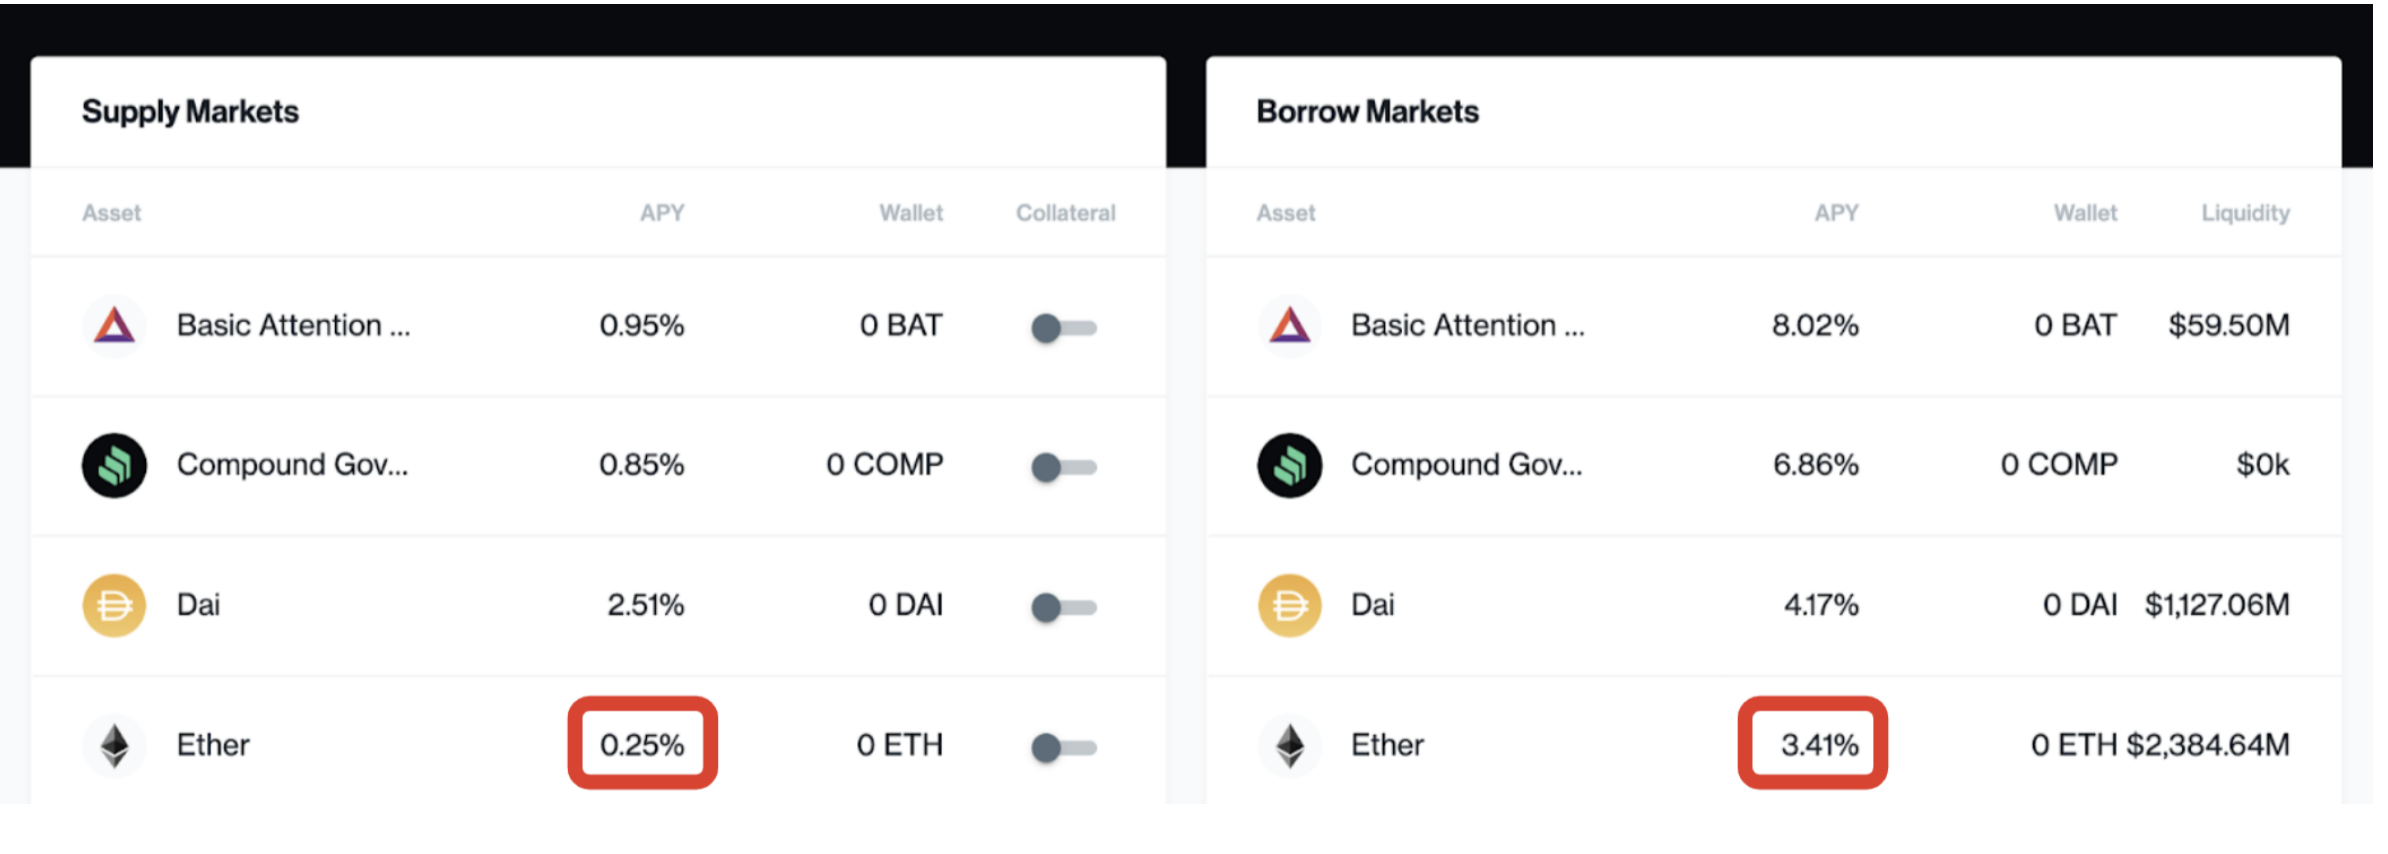 Supply Markets
Asset APY Wallet Collateral
Basic Attention ... 0.95% 0 BAT
Compound Gov... 0.85% 0 COMP
Dai 2.51% 0 DAI
Ether 0.25% 0 ETH
Borrow Markets
Asset APY Wallet Liquidity
Basic Attention ... 8.02% 0 BAT $59.50M
Compound Gov... 6.86% 0 COMP $0k
Dai 4.17% 0 DAI $1,127.06M
Ether 3.41% 0 ETH $2,384.64M